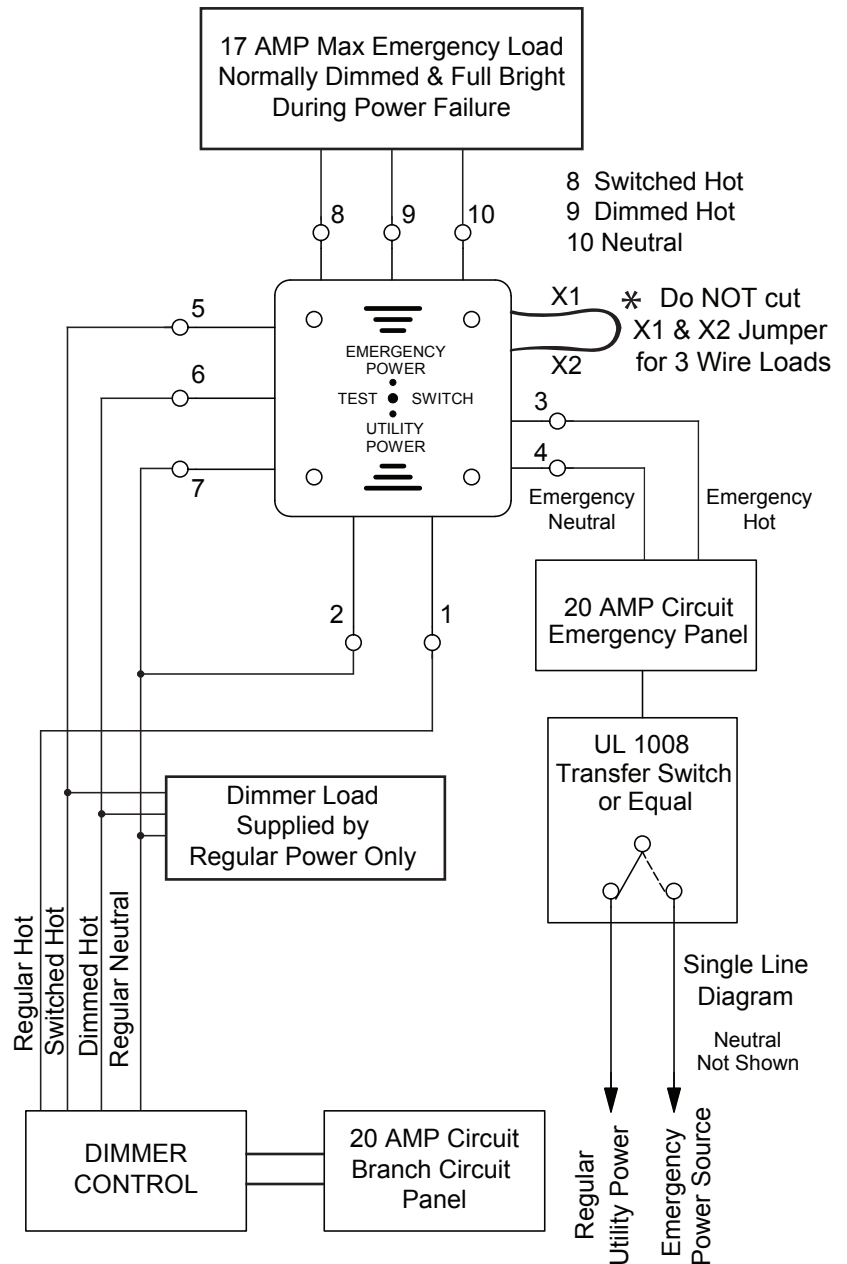 17 AMP Max Emergency Load
Normally Dimmed & Full Bright
During Power Failure
8
9
10
8 Switched Hot
9 Dimmed Hot
10 Neutral
5
6
7
EMERGENCY
POWER
TEST SWITCH
UTILITY
POWER
X1
X2
* Do NOT cut
X1 & X2 Jumper
for 3 Wire Loads
3
4
Emergency
Neutral
Emergency
Hot
2
1
20 AMP Circuit
Emergency Panel
UL 1008
Transfer Switch
or Equal
Dimmer Load
Supplied by
Regular Power Only
Regular Hot
Switched Hot
Dimmed Hot
Regular Neutral
Single Line
Diagram
Neutral
Not Shown
DIMMER
CONTROL
20 AMP Circuit
Branch Circuit
Panel
Regular
Utility Power
Emergency
Power Source